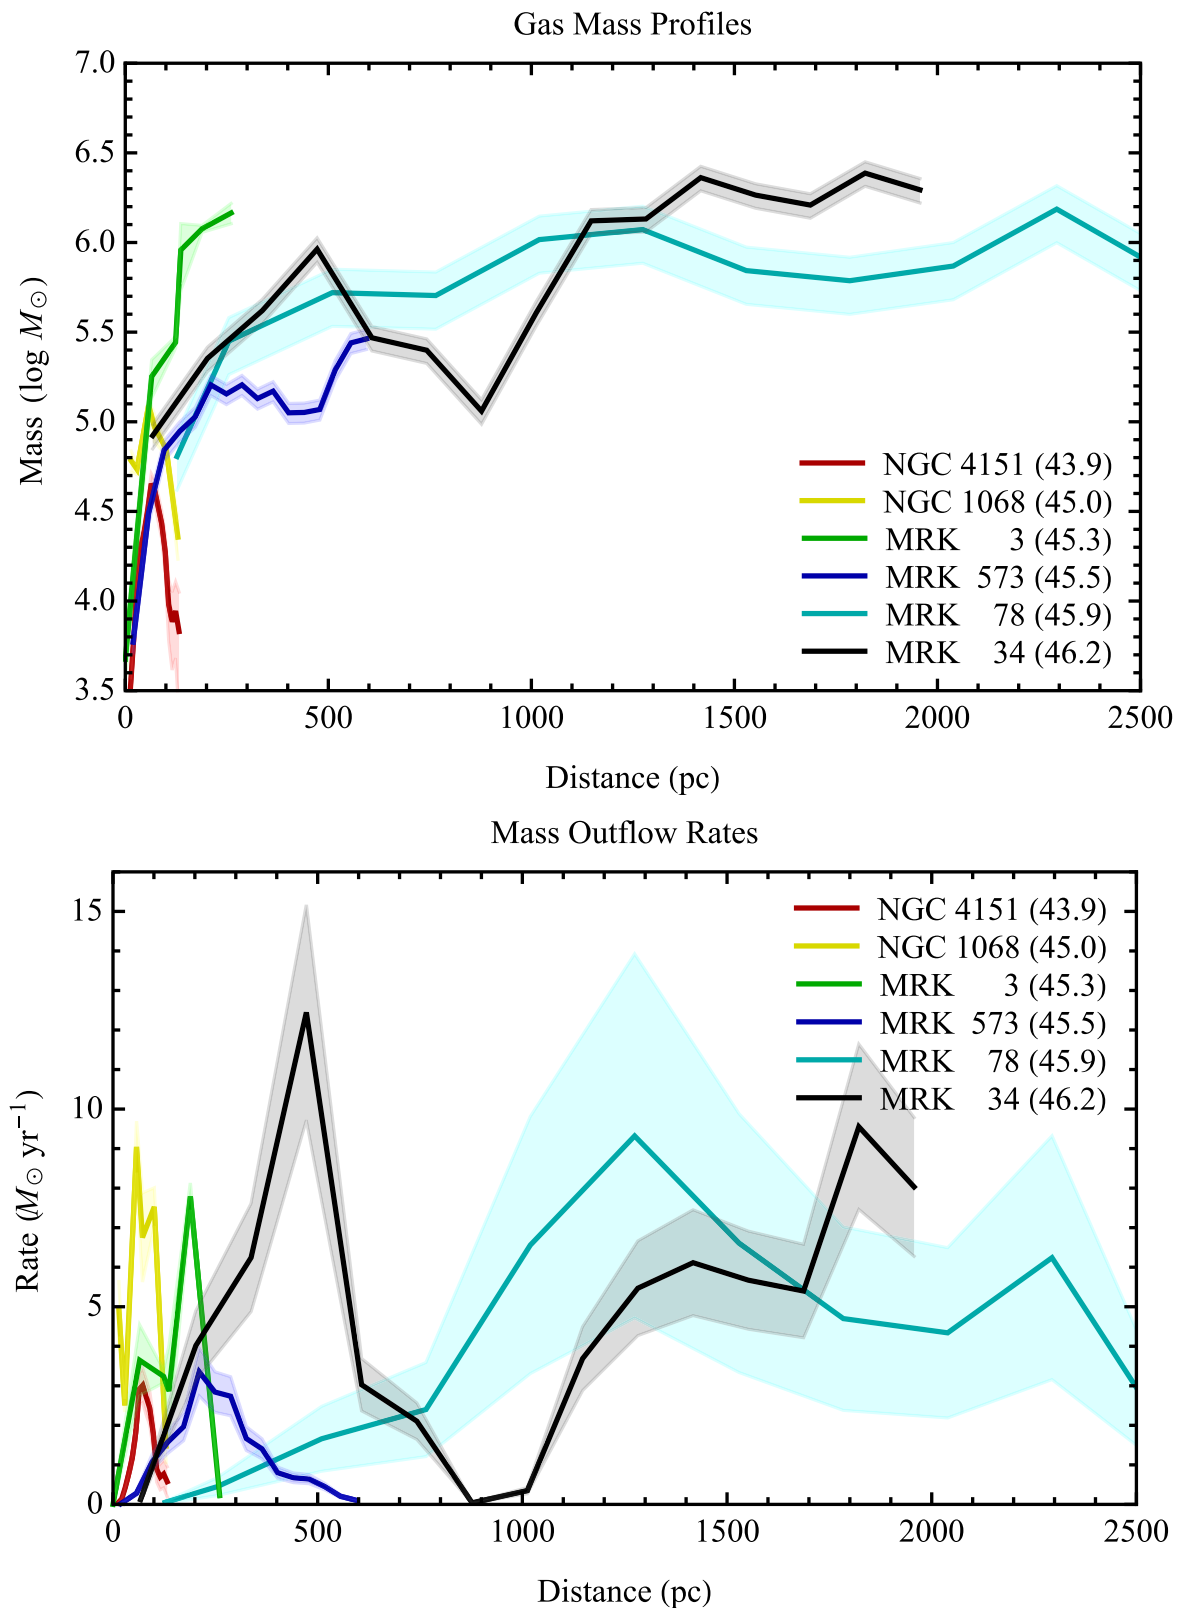 Gas Mass Profiles
7.0
6.5
6.0
5.5
5.0
4.5
4.0
3.5
Mass (log M⊙)
NGC 4151 (43.9)
NGC 1068 (45.0)
MRK 3 (45.3)
MRK 573 (45.5)
MRK 78 (45.9)
MRK 34 (46.2)
0 500 1000 1500 2000 2500
Distance (pc)
Mass Outflow Rates
15
10
5
0
Rate (M⊙ yr⁻¹)
NGC 4151 (43.9)
NGC 1068 (45.0)
MRK 3 (45.3)
MRK 573 (45.5)
MRK 78 (45.9)
MRK 34 (46.2)
0 500 1000 1500 2000 2500
Distance (pc)